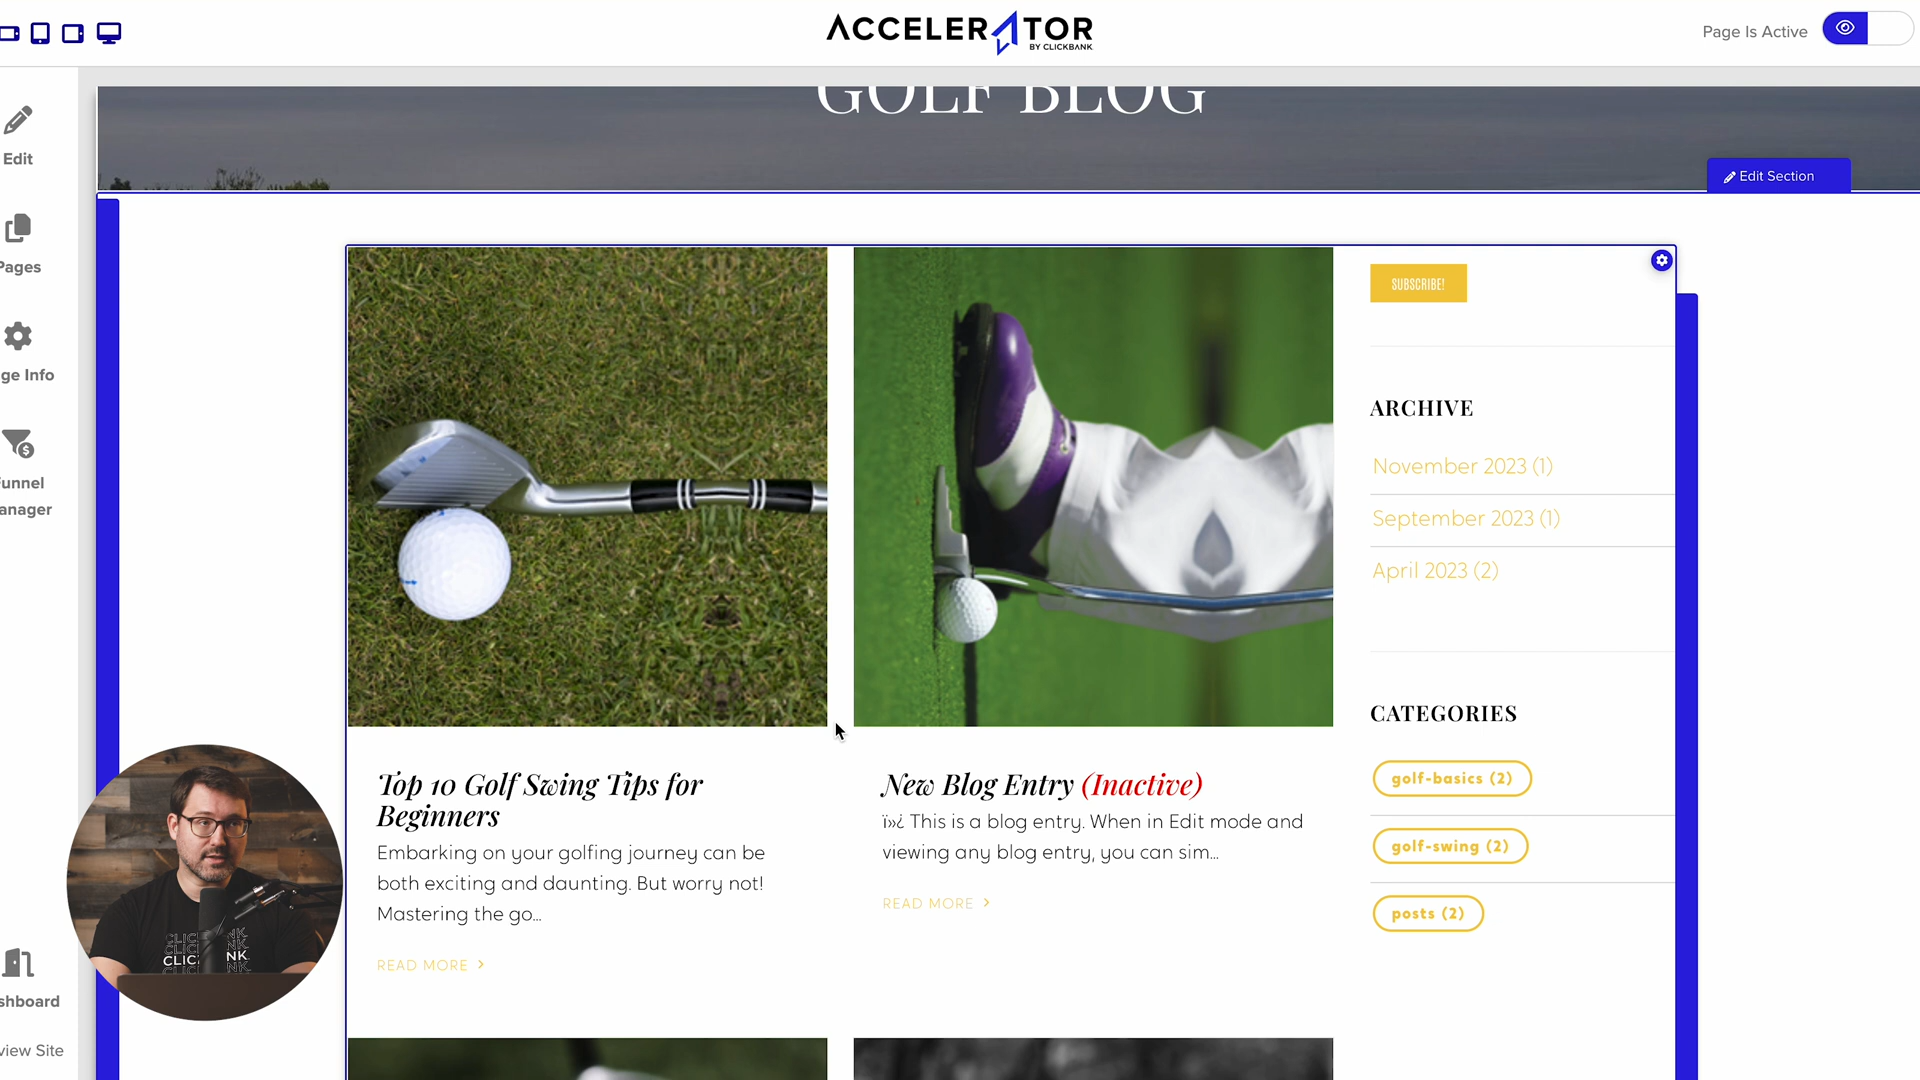 ACCELERATOR
BY CLICKBANK
Page Is Active
GOLF BLOG
Edit
Edit Section
Pages
ge Info
unnel
anager
shboard
view Site
SUBSCRIBE!
ARCHIVE
November 2023 (1)
September 2023 (1)
April 2023 (2)
CATEGORIES
golf-basics (2)
golf-swing (2)
posts (2)
Top 10 Golf Swing Tips for
Beginners
Embarking on your golfing journey can be
both exciting and daunting. But worry not!
Mastering the go...
READ MORE >
New Blog Entry (Inactive)
ï»¿ This is a blog entry. When in Edit mode and
viewing any blog entry, you can sim...
READ MORE >